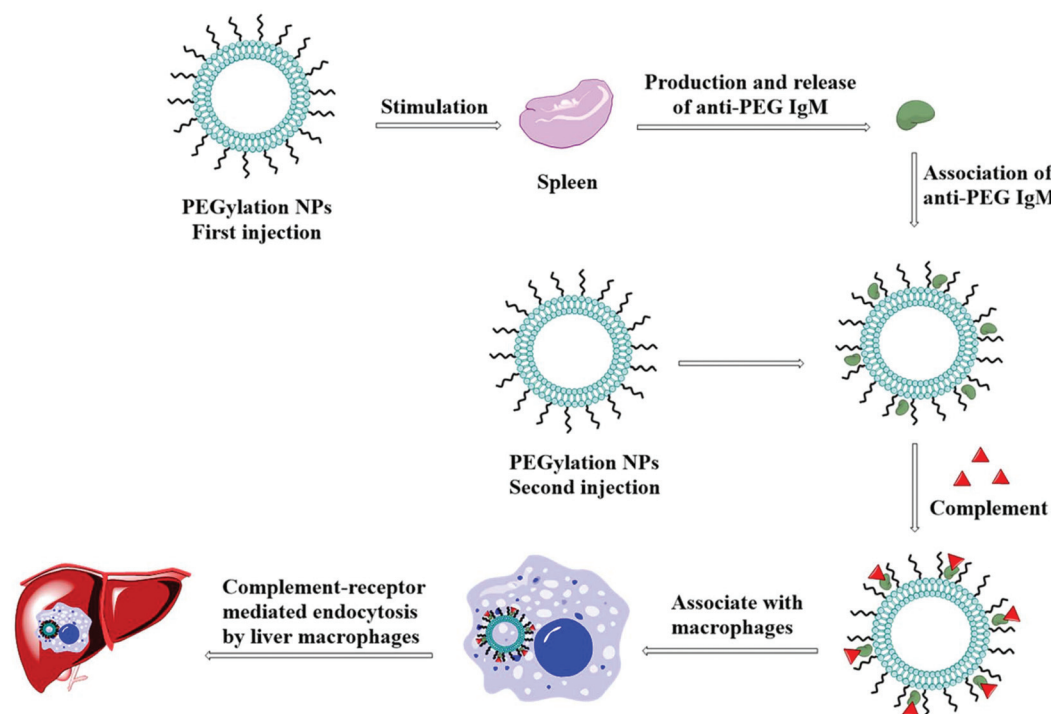 Stimulation
Production and release
of anti-PEG IgM
Spleen
PEGylation NPs
First injection
Association of
anti-PEG IgM
PEGylation NPs
Second injection
Complement
Associate with
macrophages
Complement-receptor
mediated endocytosis
by liver macrophages